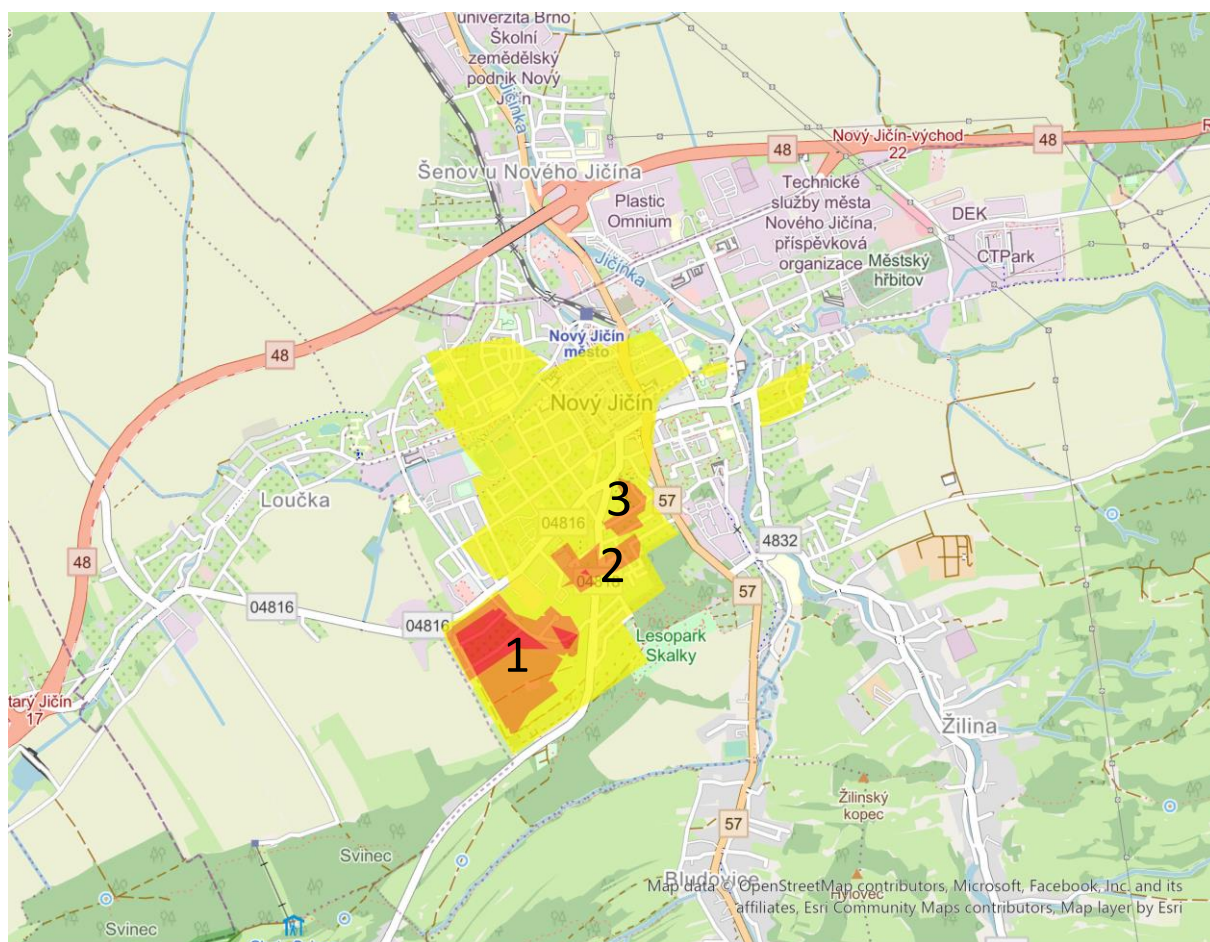 univerzita Brno
Školní
zemědělský
podnik Nový
Jičín
Jičínka
Šenov u Nového Jičína
48
Nový Jičín-východ
22
Plastic
Omnium
Technické
služby města
Nového Jičína,
příspěvková
organizace
DEK
CTPark
Městský
hřbitov
Jičínka
Nový Jičín
město
48
Nový Jičín
Loučka
3
57
04816
4832
48
2
04816
57
04816
04816
1
Lesopark
Skalky
tarý Jičín
17
Žilina
Žilinský
kopec
57
Svinec
Bludovice
Hýlovec
Map data © OpenStreetMap contributors, Microsoft, Facebook, Inc. and its
affiliates, Esri Community Maps contributors, Map layer by Esri
Svinec